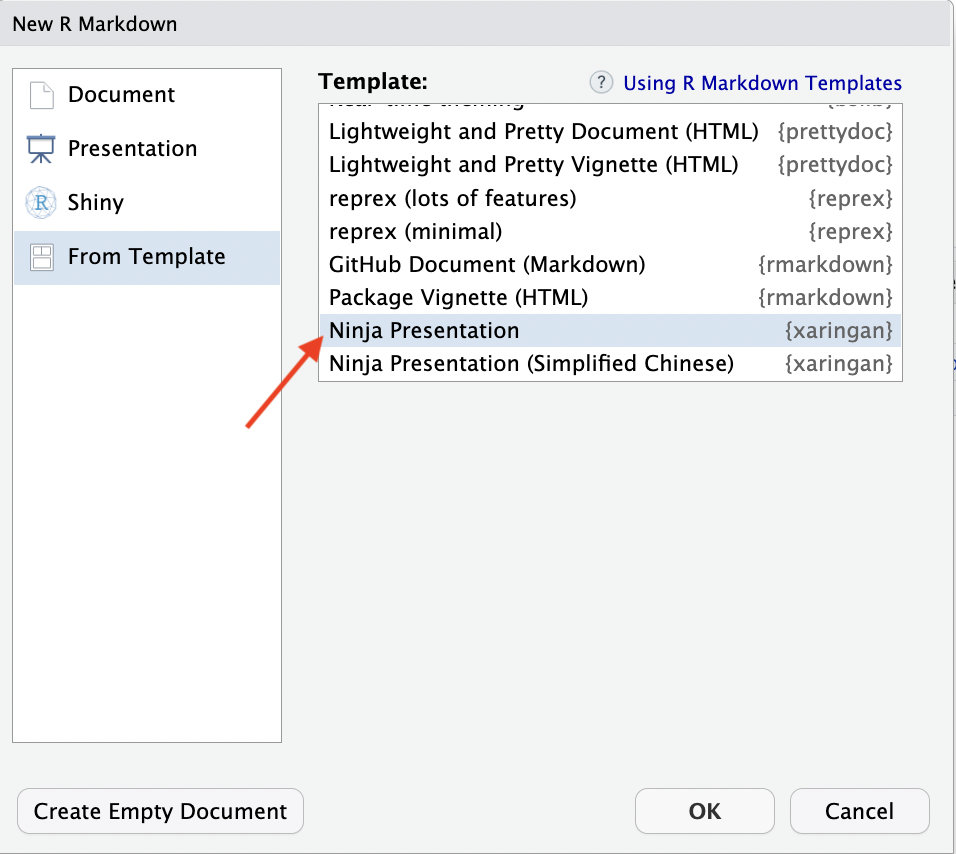 New R Markdown
Document
Presentation
Shiny
From Template
Template:
? Using R Markdown Templates
Lightweight and Pretty Document (HTML) {prettydoc}
Lightweight and Pretty Vignette (HTML) {prettydoc}
reprex (lots of features) {reprex}
reprex (minimal) {reprex}
GitHub Document (Markdown) {rmarkdown}
Package Vignette (HTML) {rmarkdown}
Ninja Presentation {xaringan}
Ninja Presentation (Simplified Chinese) {xaringan}
Create Empty Document
OK
Cancel